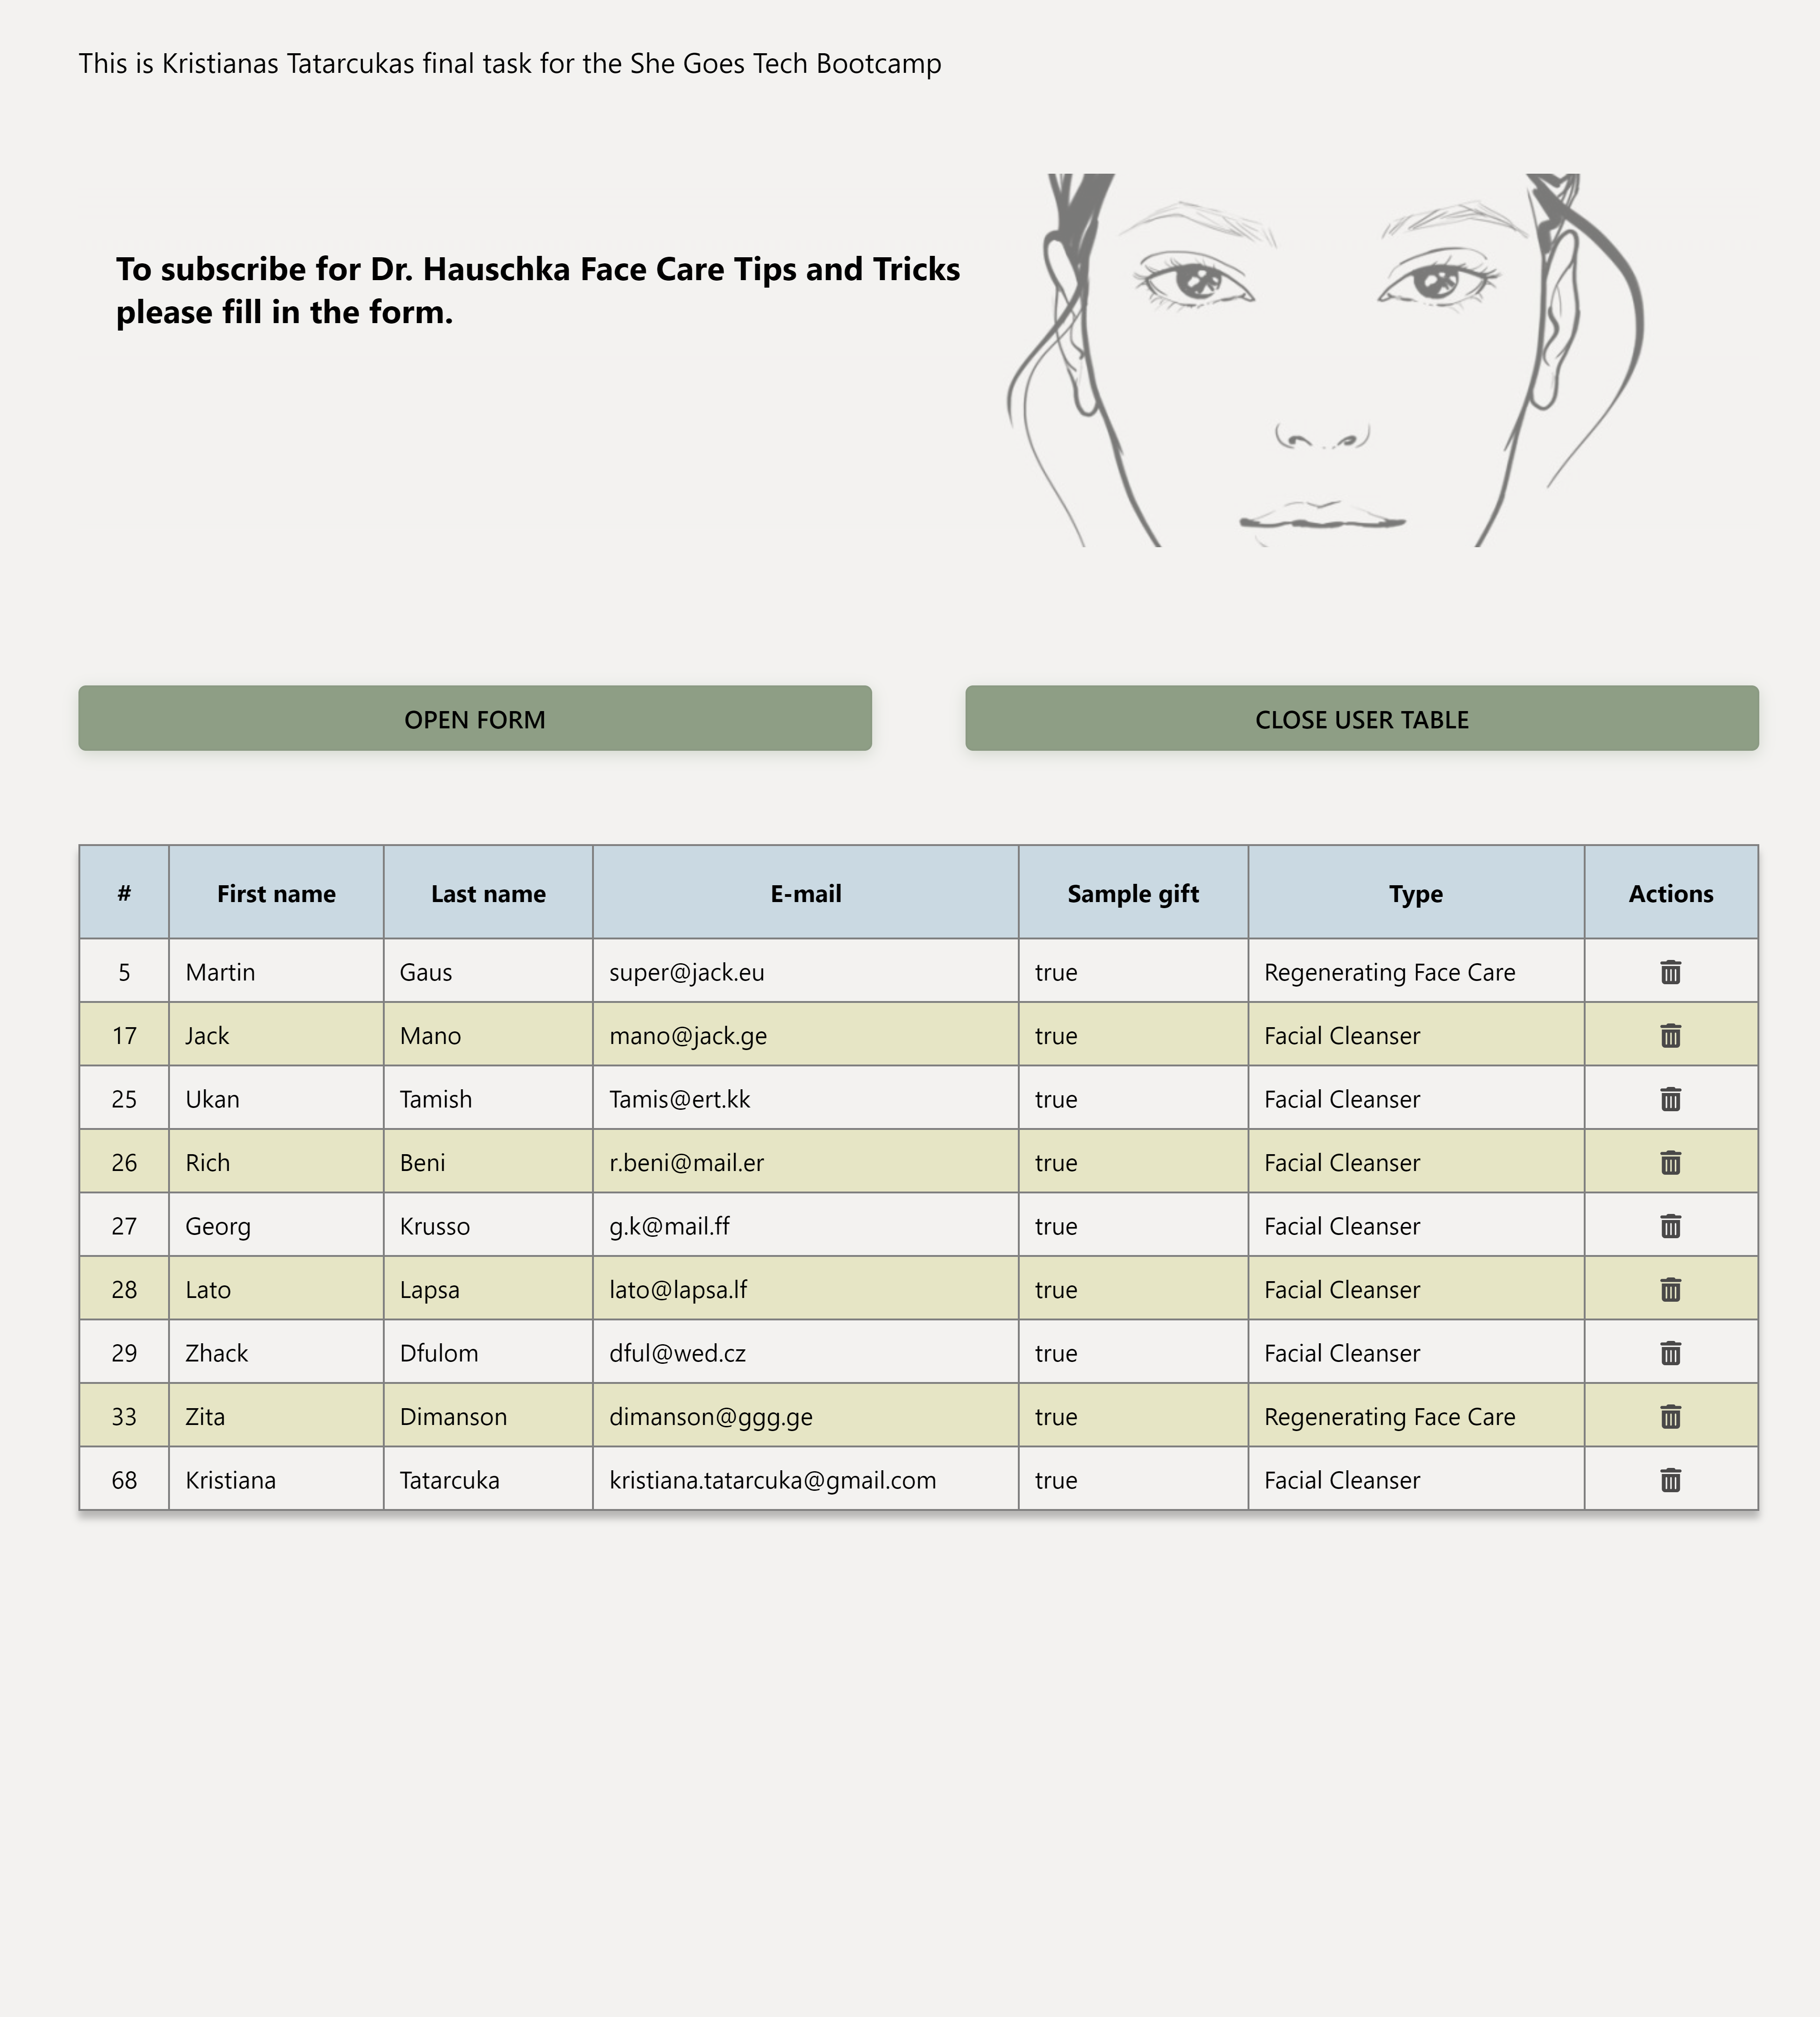 This is Kristianas Tatarcukas final task for the She Goes Tech Bootcamp
To subscribe for Dr. Hauschka Face Care Tips and Tricks
please fill in the form.
OPEN FORM CLOSE USER TABLE
# First name Last name E-mail Sample gift Type Actions
5 Martin Gaus super@jack.eu true Regenerating Face Care
17 Jack Mano mano@jack.ge true Facial Cleanser
25 Ukan Tamish Tamis@ert.kk true Facial Cleanser
26 Rich Beni r.beni@mail.er true Facial Cleanser
27 Georg Krusso g.k@mail.ff true Facial Cleanser
28 Lato Lapsa lato@lapsa.lf true Facial Cleanser
29 Zhack Dfulom dful@wed.cz true Facial Cleanser
33 Zita Dimanson dimanson@ggg.ge true Regenerating Face Care
68 Kristiana Tatarcuka kristiana.tatarcuka@gmail.com true Facial Cleanser